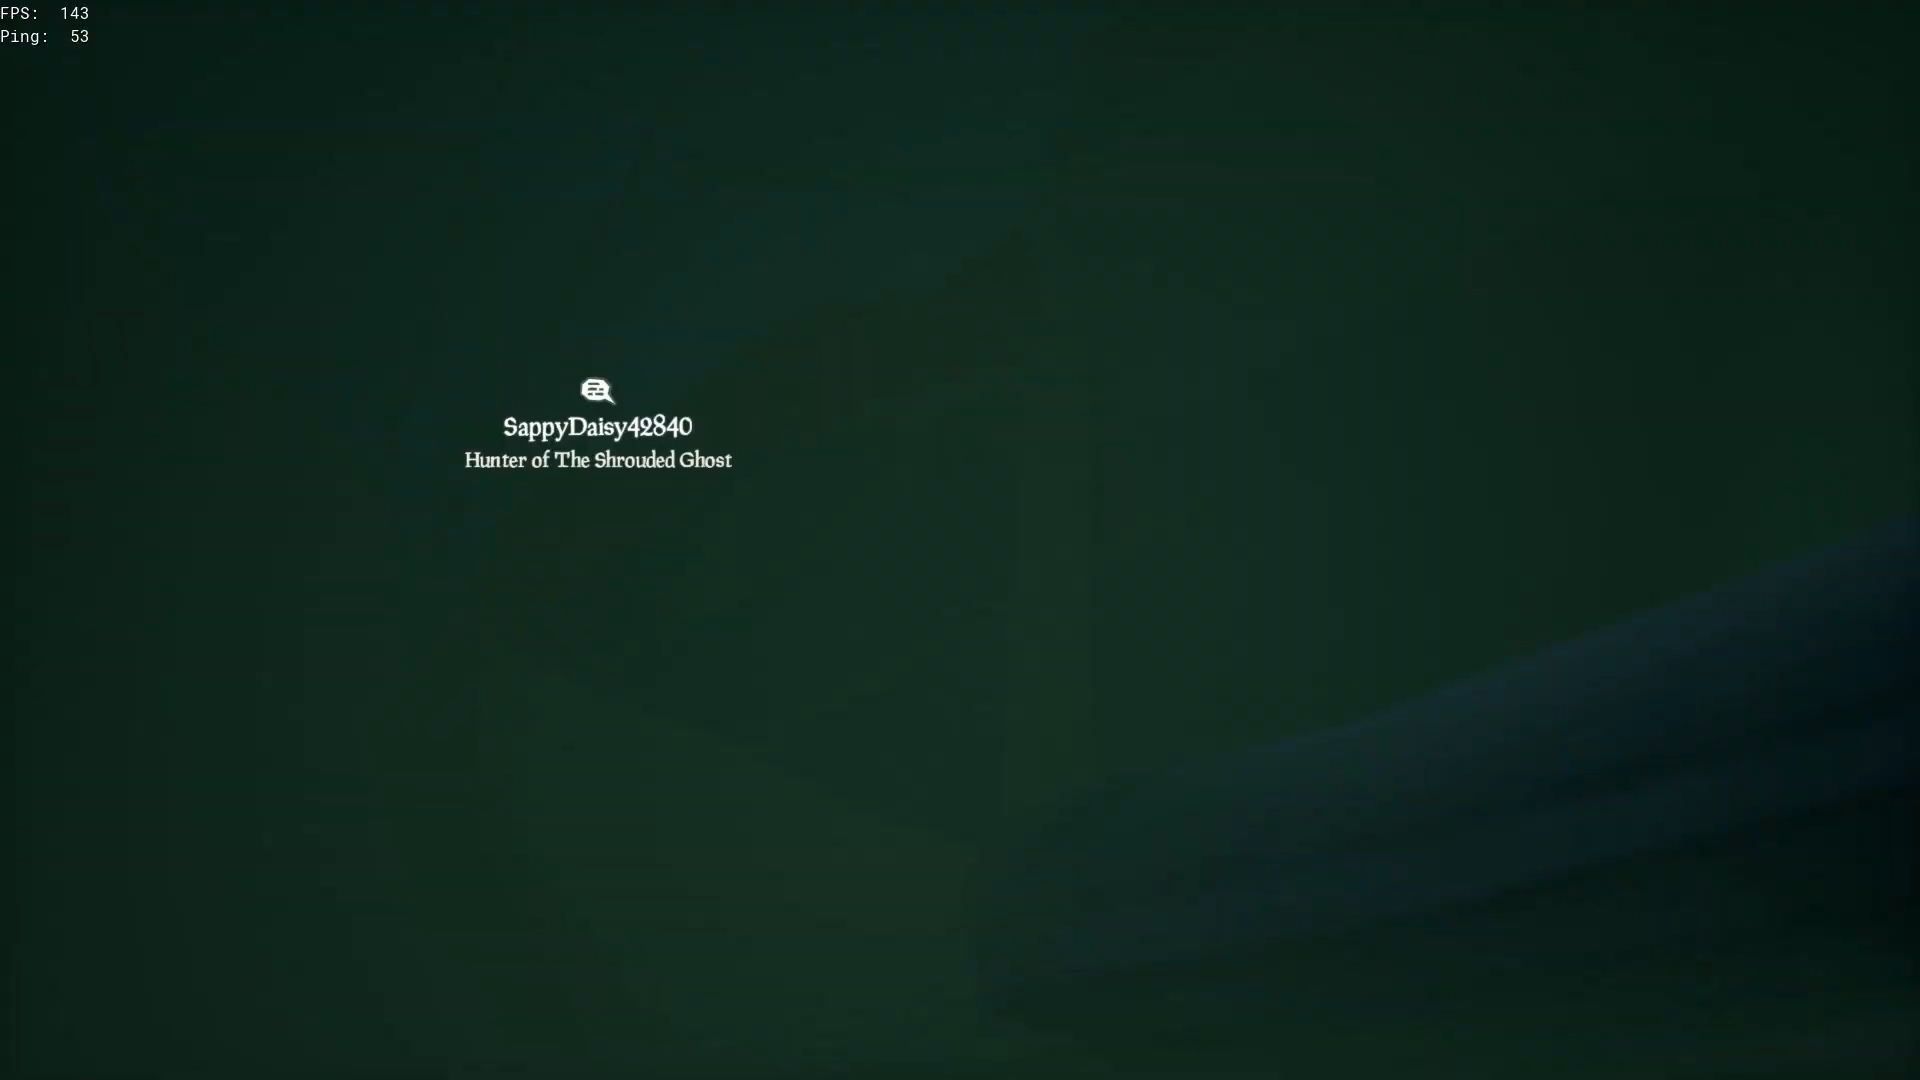 FPS: 143
Ping: 53
SappyDaisy42840
Hunter of The Shrouded Ghost